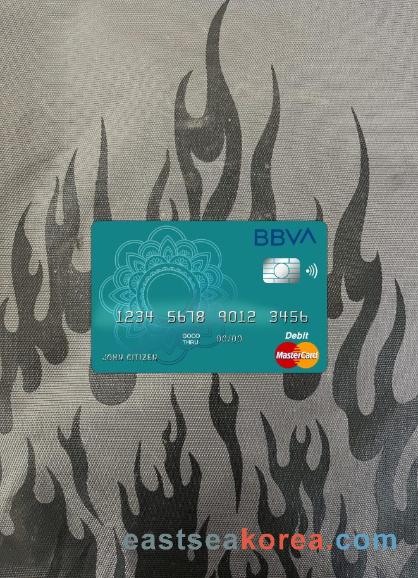 BBVA
1234 5678 9012 3456
GOOD
THRU
00/00
JOHN CITIZEN
Debit
MasterCard
eastseakorea.com